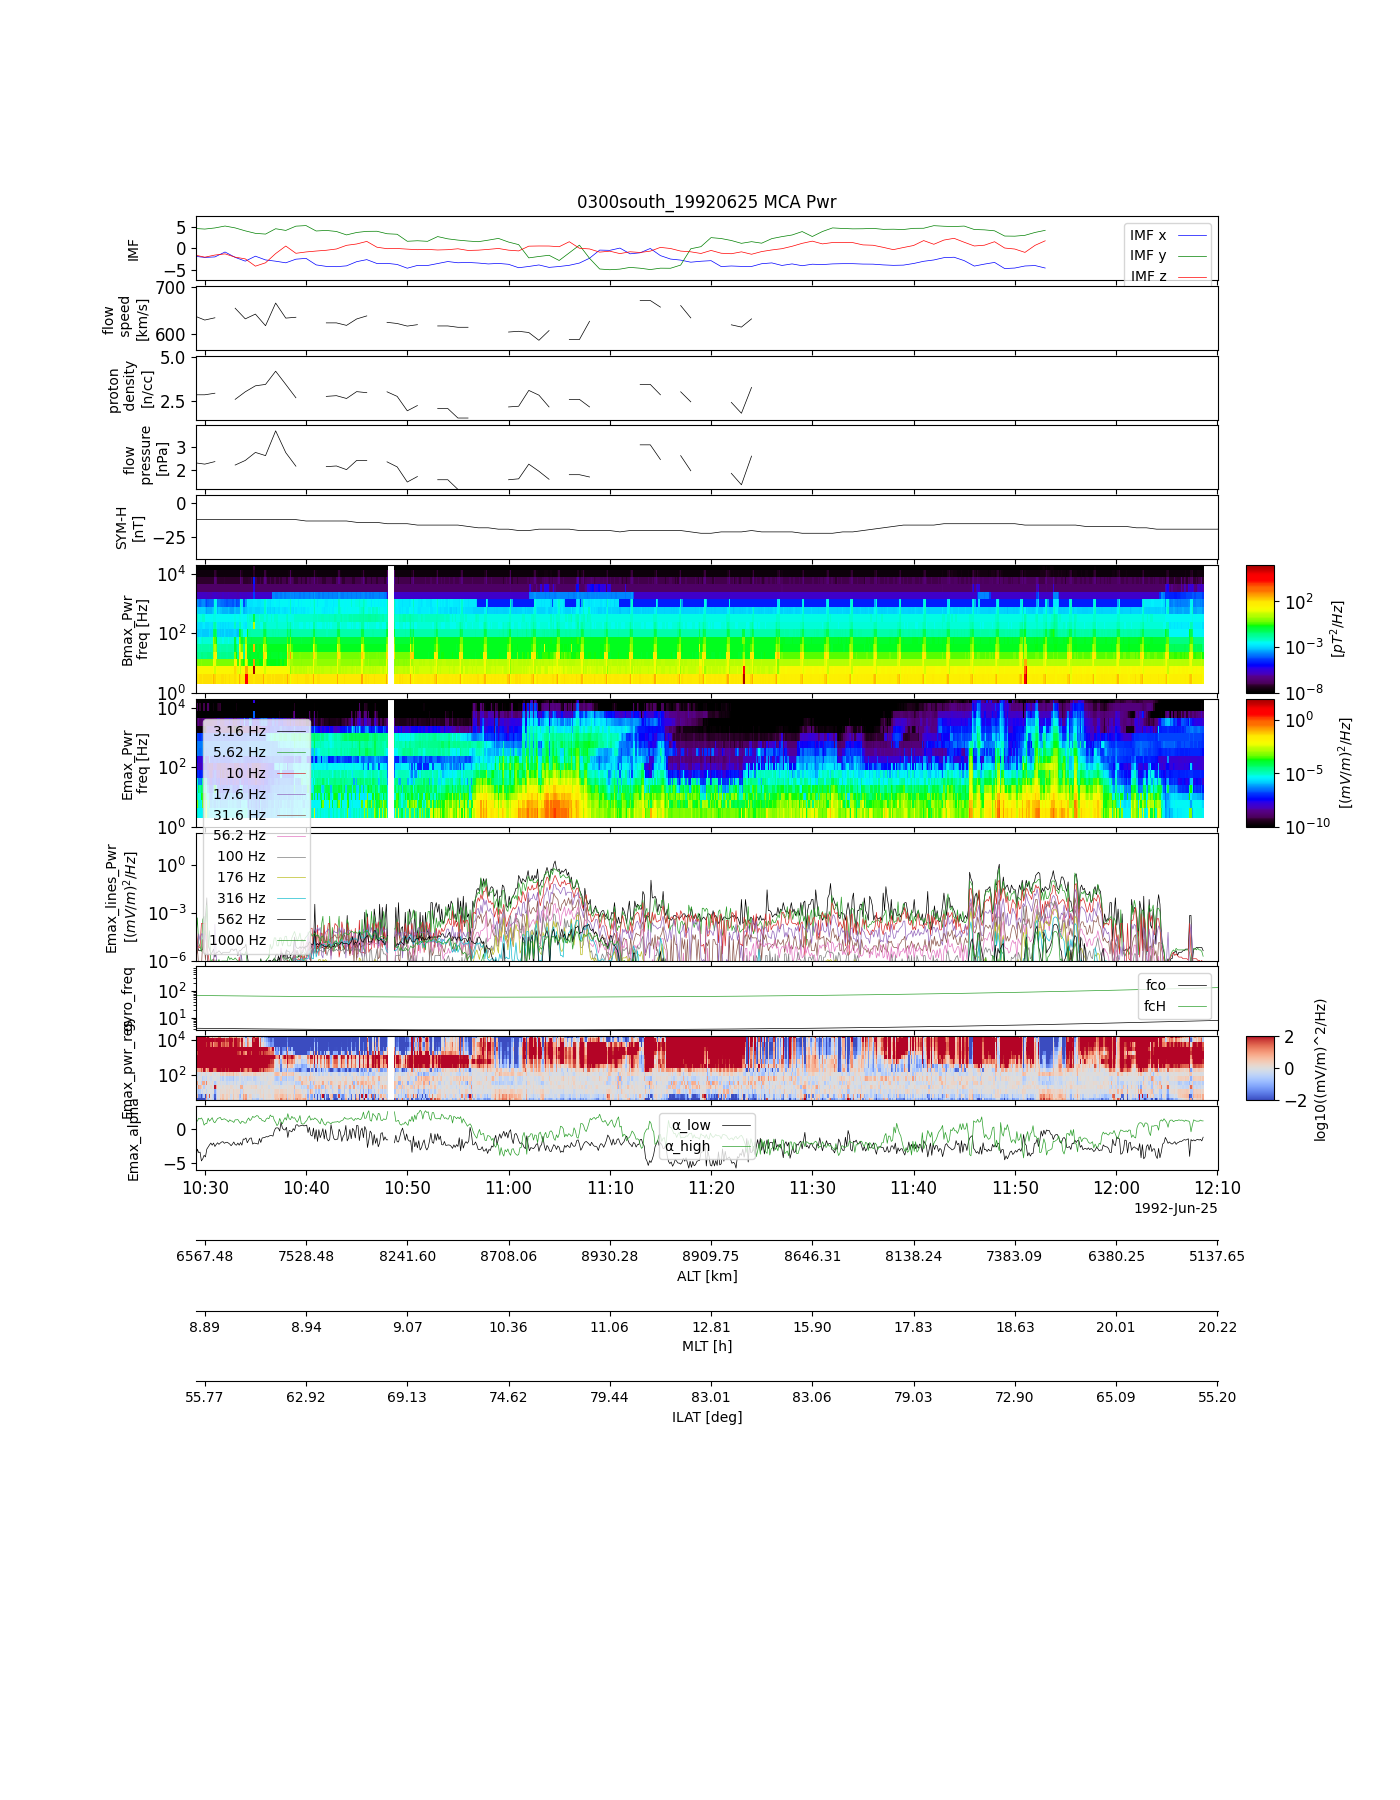 0300south_19920625 MCA Pwr
IMF
5
0
−5
IMF x
IMF y
IMF z
flow
speed
[km/s]
700
600
proton
density
[n/cc]
5.0
2.5
flow
pressure
[nPa]
3
2
SYM-H
[nT]
0
−25
Bmax_Pwr
freq [Hz]
10^4
10^2
10^0
10^2
10^−3
10^−8
[pT^2/Hz]
Emax_Pwr
freq [Hz]
10^4
10^2
10^0
10^0
10^−5
10^−10
[(mV/m)^2/Hz]
3.16 Hz
5.62 Hz
10 Hz
17.6 Hz
31.6 Hz
56.2 Hz
100 Hz
176 Hz
316 Hz
562 Hz
1000 Hz
Emax_lines_Pwr
[(mV/m)^2/Hz]
10^0
10^−3
10^−6
gyro_freq
10^2
10^1
fco
fcH
Emax_pwr_reg
10^4
10^2
2
0
−2
log10((mV/m)^2/Hz)
Emax_alpha
0
−5
α_low
α_high
10:30 10:40 10:50 11:00 11:10 11:20 11:30 11:40 11:50 12:00 12:10
1992-Jun-25
6567.48 7528.48 8241.60 8708.06 8930.28 8909.75 8646.31 8138.24 7383.09 6380.25 5137.65
ALT [km]
8.89 8.94 9.07 10.36 11.06 12.81 15.90 17.83 18.63 20.01 20.22
MLT [h]
55.77 62.92 69.13 74.62 79.44 83.01 83.06 79.03 72.90 65.09 55.20
ILAT [deg]